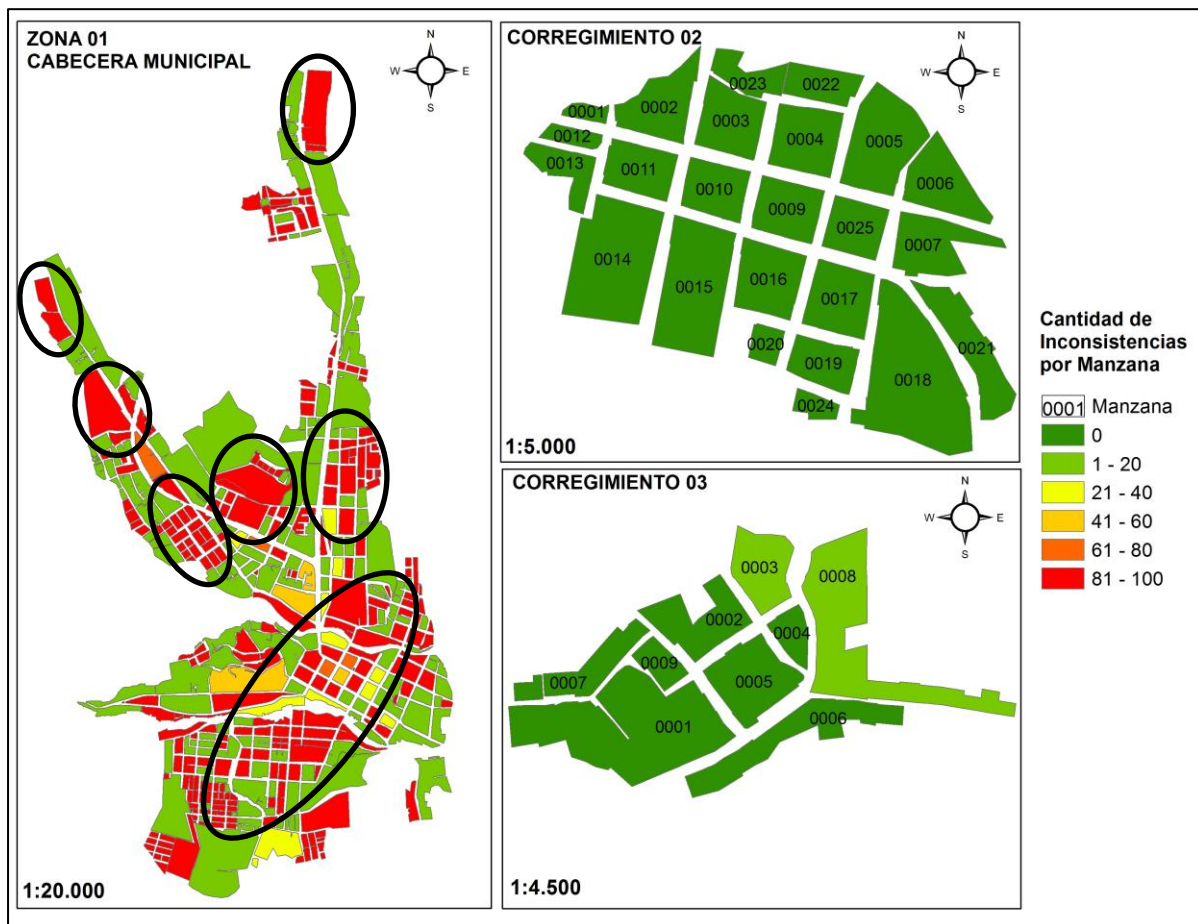 ZONA 01
CABECERA MUNICIPAL
N
W E
S
1:20.000
CORREGIMIENTO 02
N
W E
S
0023
0022
0001
0002
0003
0004
0005
0012
0013
0011
0010
0009
0006
0025
0007
0014
0015
0016
0017
0018
0021
0020
0019
0024
1:5.000
CORREGIMIENTO 03
N
W E
S
0003
0008
0002
0004
0009
0005
0007
0001
0006
1:4.500
Cantidad de
Inconsistencias
por Manzana
0001 Manzana
0
1 - 20
21 - 40
41 - 60
61 - 80
81 - 100